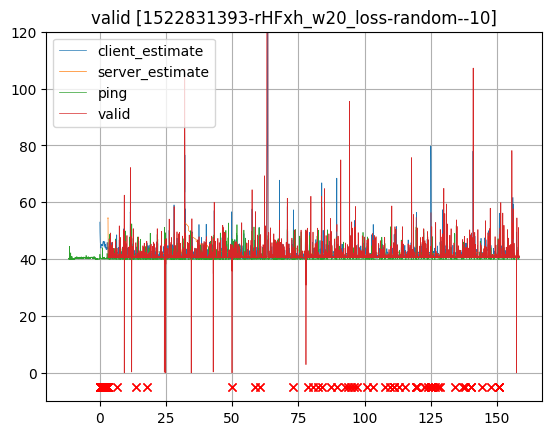 valid [1522831393-rHFxh_w20_loss-random--10]
120
100
80
60
40
20
0
client_estimate
server_estimate
ping
valid
0
25
50
75
100
125
150